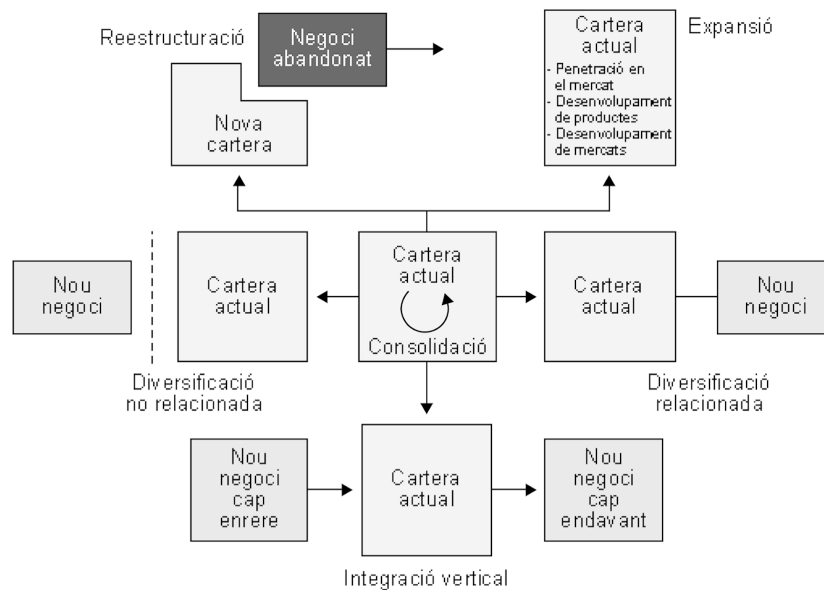 Reestructuració
Negoci
abandonat
Nova
cartera
Cartera
actual
- Penetració en
el mercat
- Desenvolupament
de productes
- Desenvolupament
de mercats
Expansió
Nou
negoci
Cartera
actual
Diversificació
no relacionada
Cartera
actual
Consolidació
Cartera
actual
Nou
negoci
Diversificació
relacionada
Nou
negoci
cap
enrere
Cartera
actual
Nou
negoci
cap
endavant
Integració vertical